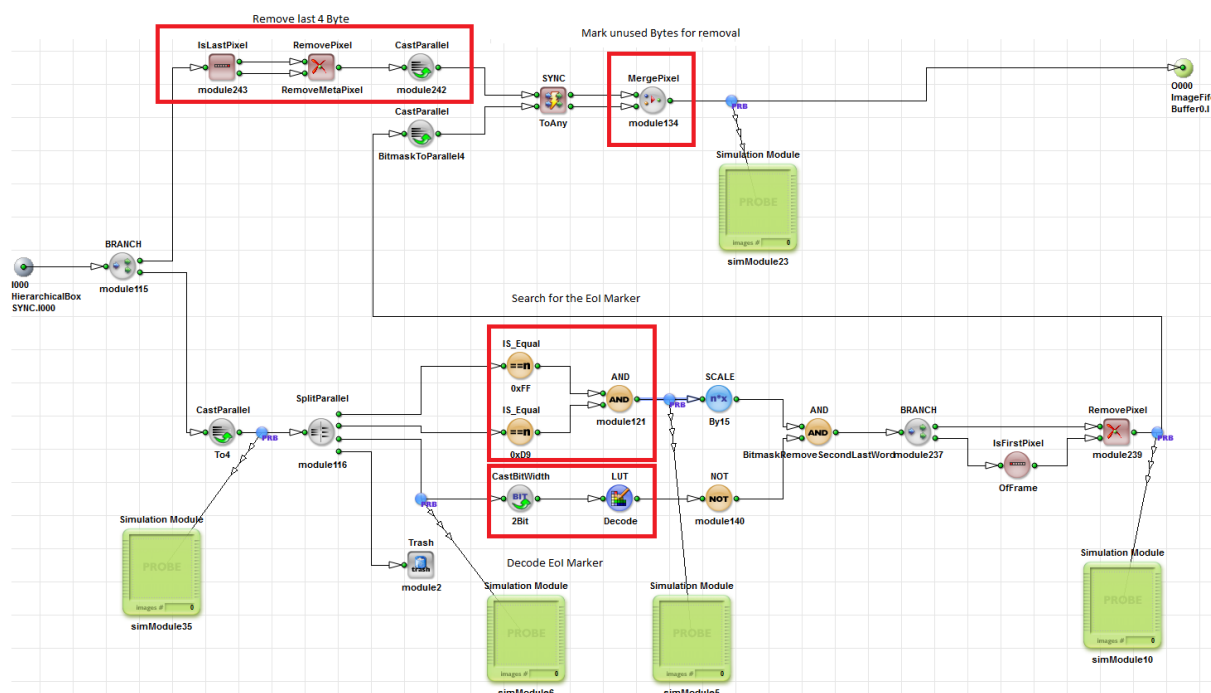 Remove last 4 Byte
Mark unused Bytes for removal
IsLastPixel
RemovePixel
CastParallel
module243
RemoveMetaPixel
module242
SYNC
ToAny
MergePixel
module134
PRB
O000
ImageFif
Buffer0.I
CastParallel
BitmaskToParallel4
Simulation Module
PROBE
Images # 0
simModule23
BRANCH
module115
I000
HierarchicalBox
SYNC.I000
Search for the EoI Marker
IS_Equal
==n
0xFF
AND
AND
module121
PRB
SCALE
n*x
By15
CastParallel
To4
PRB
SplitParallel
module116
IS_Equal
==n
0xD9
AND
AND
BitmaskRemoveSecondLastWord
BRANCH
module237
RemovePixel
module239
PRB
IsFirstPixel
OfFrame
CastBitWidth
BIT
2Bit
LUT
Decode
NOT
NOT
module140
PRB
Decode EoI Marker
Trash
trash
module2
Simulation Module
PROBE
Images # 0
simModule35
Simulation Module
PROBE
Images # 0
simModule6
Simulation Module
PROBE
Images # 0
simModule5
Simulation Module
PROBE
Images # 0
simModule10